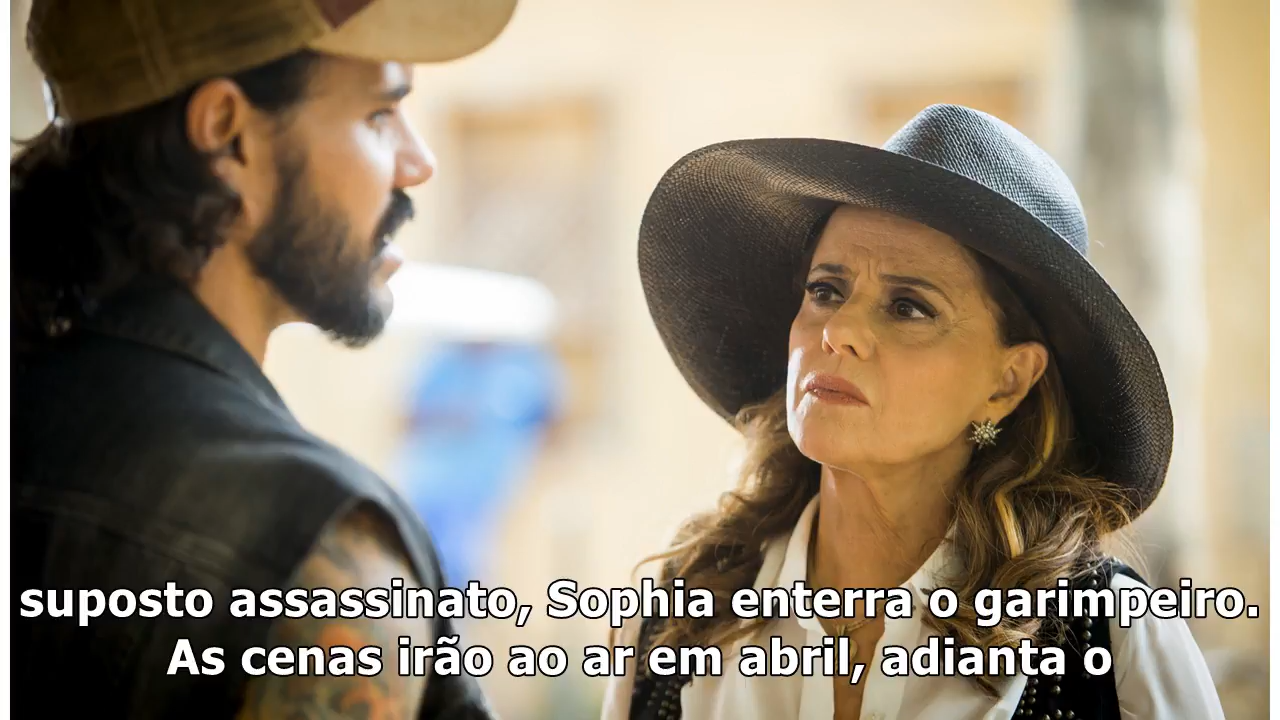 suposto assassinato, Sophia enterra o garimpeiro.
As cenas irão ao ar em abril, adianta o